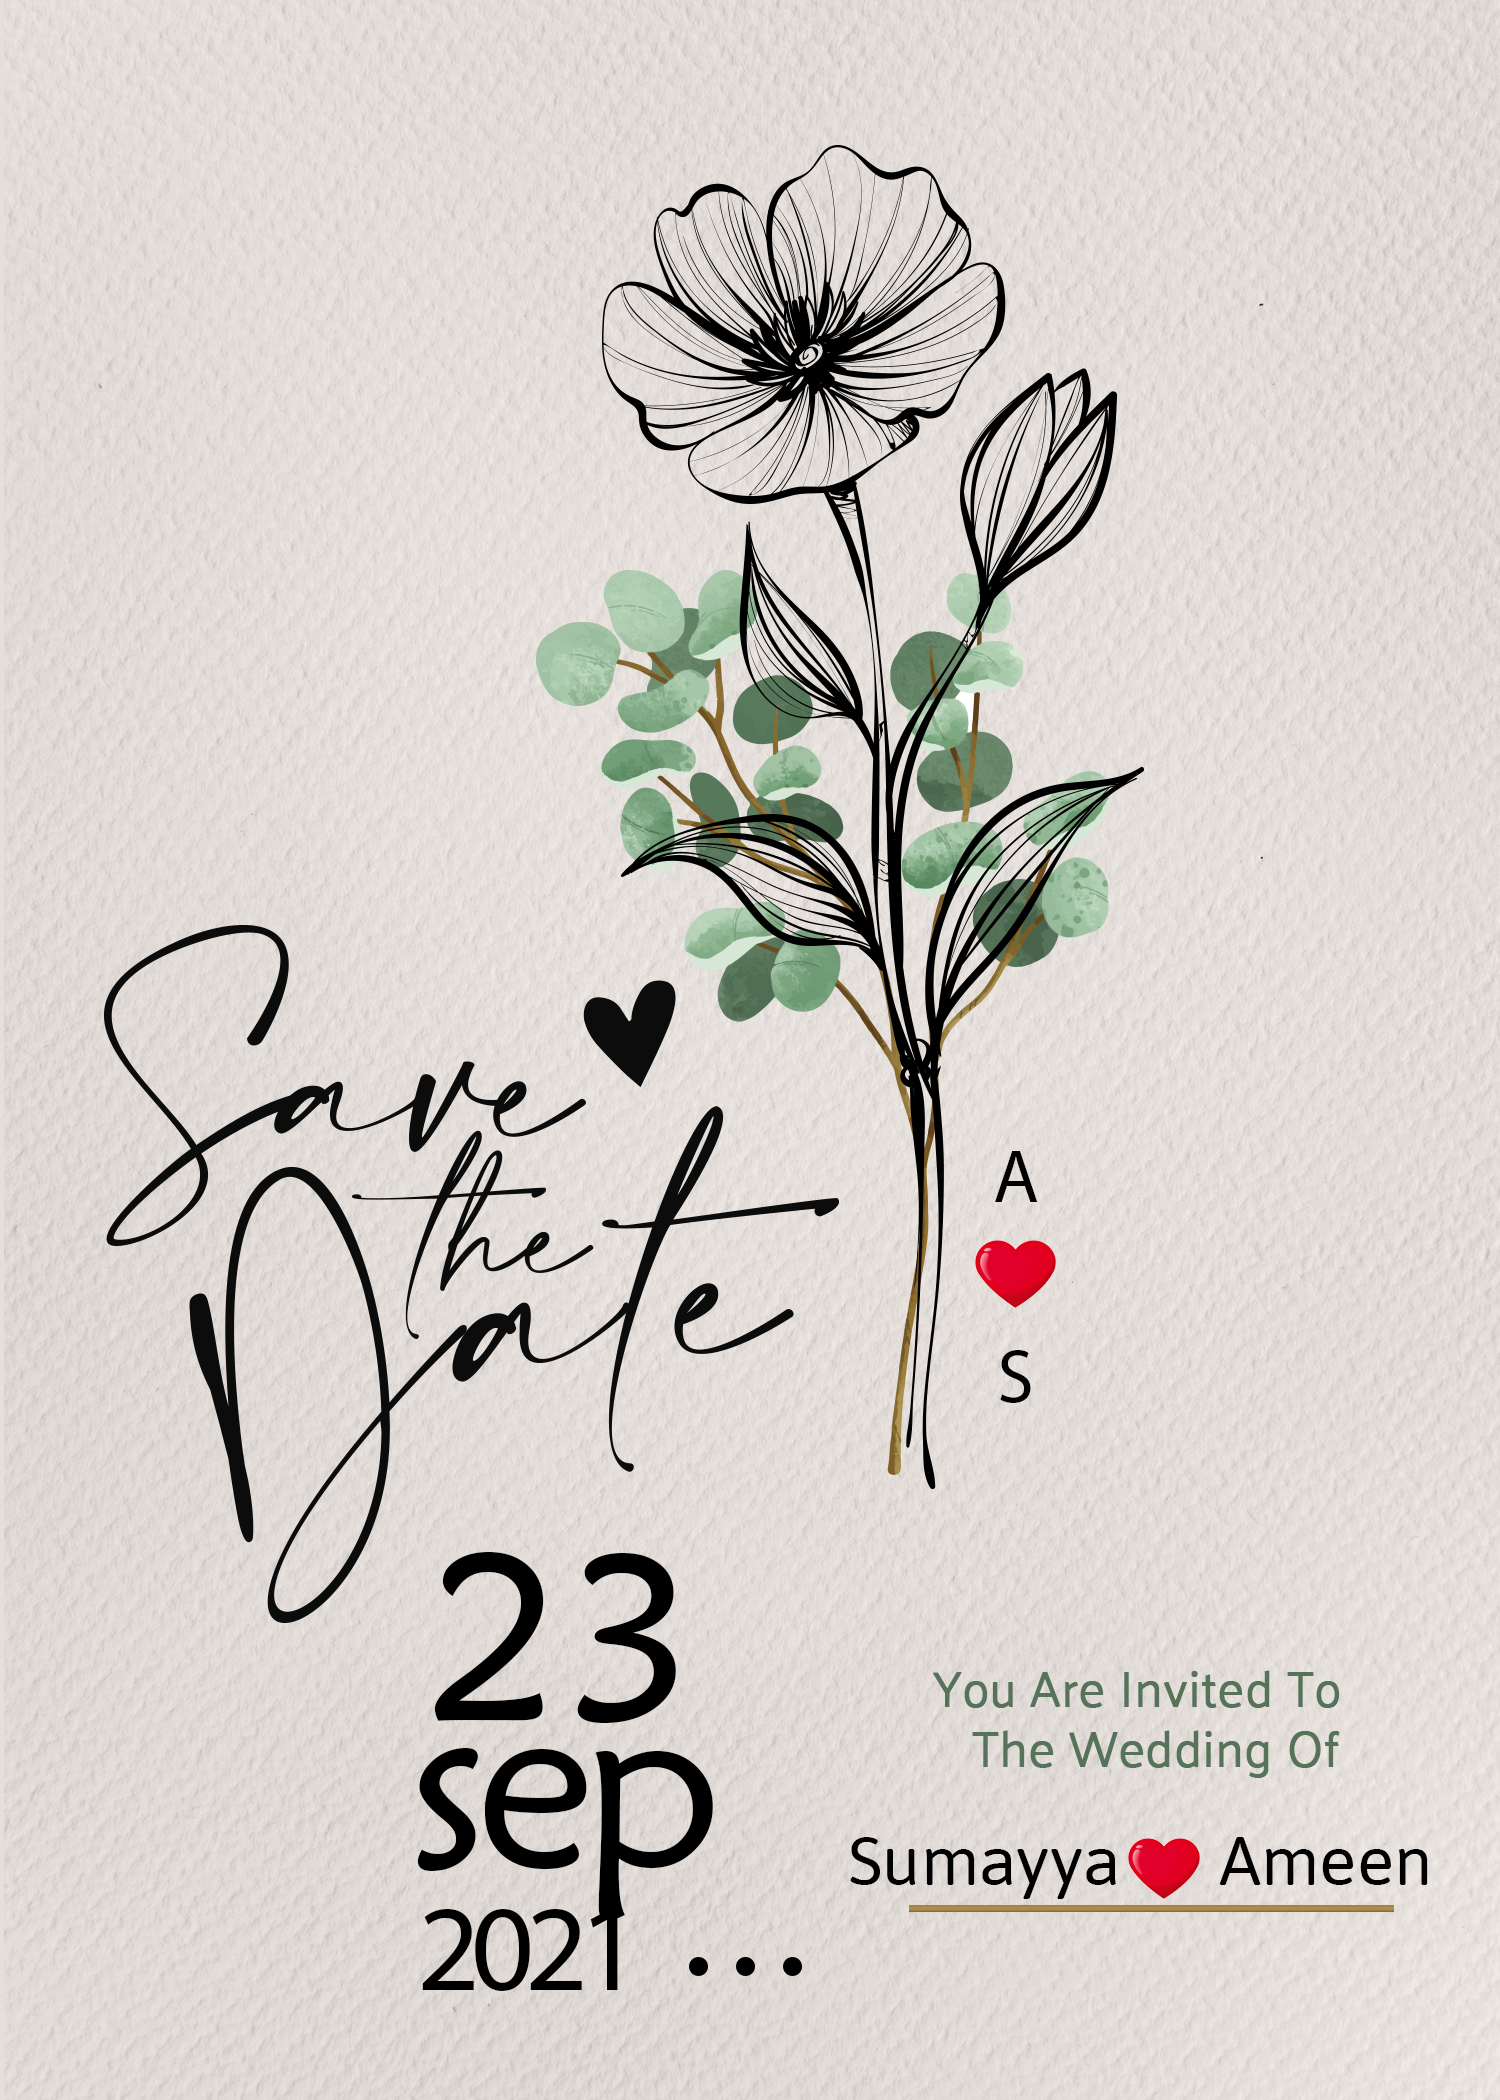 Save
the
Date
A
S
23
sep
2021 ...
You Are Invited To
The Wedding Of
Sumayya ❤ Ameen